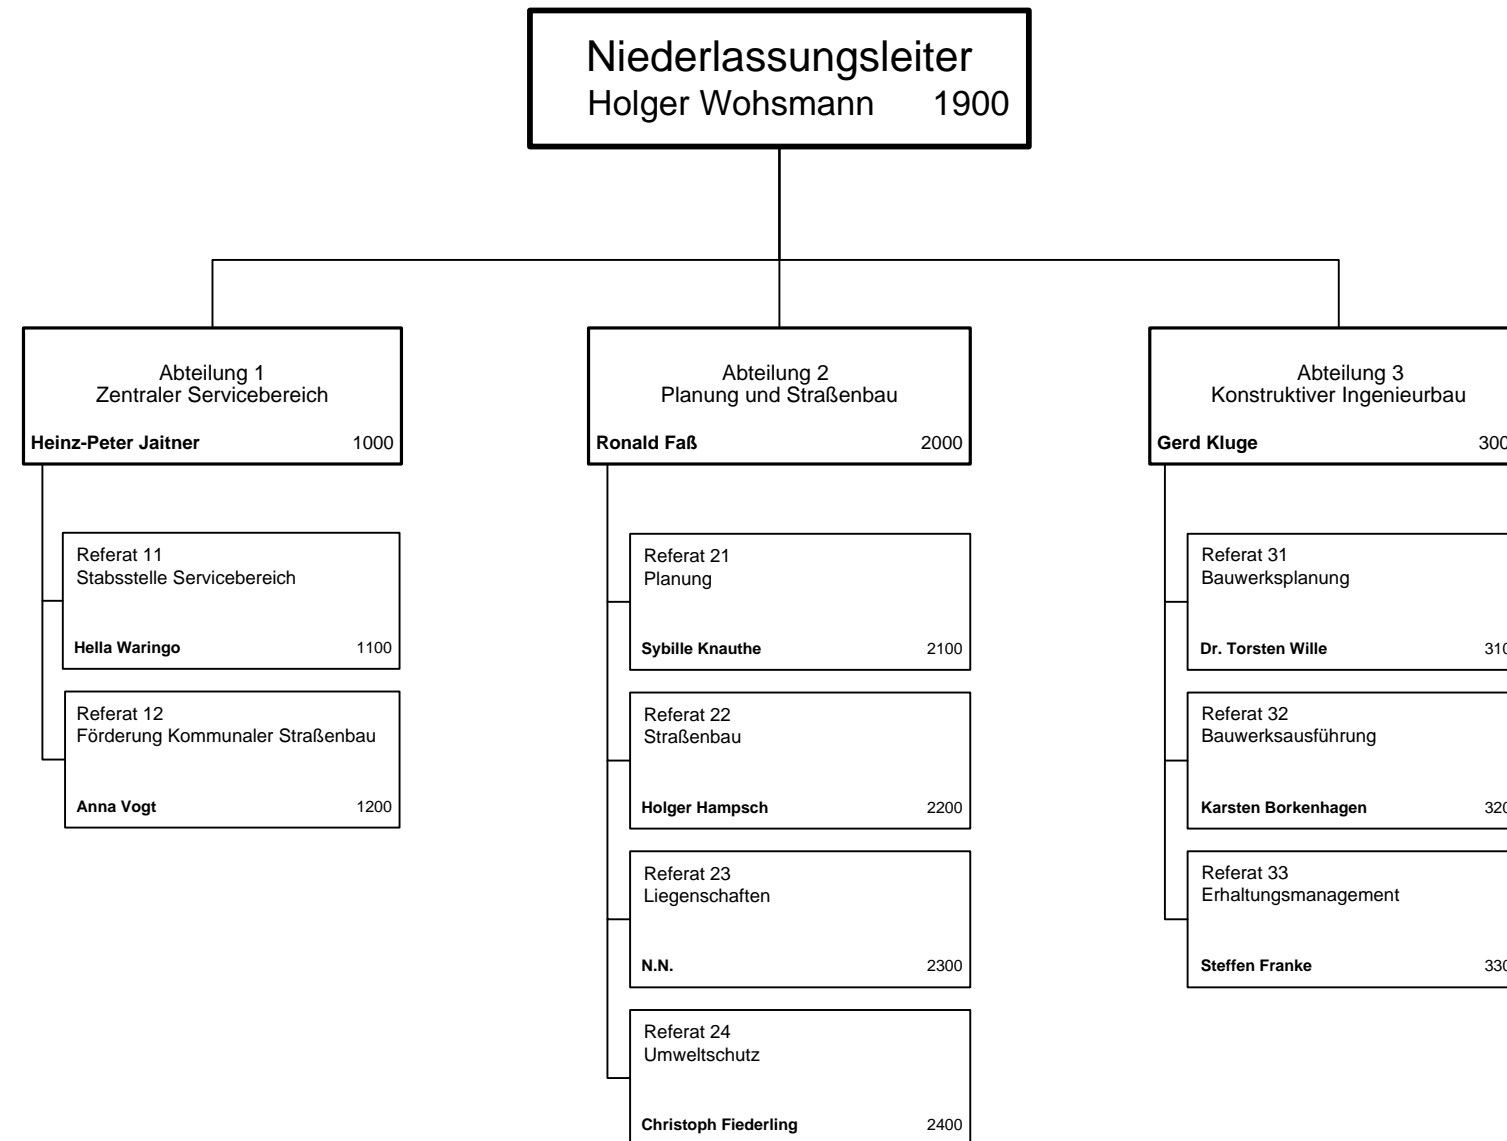 Niederlassungsleiter
Holger Wohsmann 1900
Abteilung 1
Zentraler Servicebereich
Heinz-Peter Jaitner 1000
Referat 11
Stabsstelle Servicebereich
Hella Waringo 1100
Referat 12
Förderung Kommunaler Straßenbau
Anna Vogt 1200
Abteilung 2
Planung und Straßenbau
Ronald Faß 2000
Referat 21
Planung
Sybille Knauthe 2100
Referat 22
Straßenbau
Holger Hampsch 2200
Referat 23
Liegenschaften
N.N. 2300
Referat 24
Umweltschutz
Christoph Fiederling 2400
Abteilung 3
Konstruktiver Ingenieurbau
Gerd Kluge
Referat 31
Bauwerksplanung
Dr. Torsten Wille
Referat 32
Bauwerksausführung
Karsten Borkenhagen
Referat 33
Erhaltungsmanagement
Steffen Franke